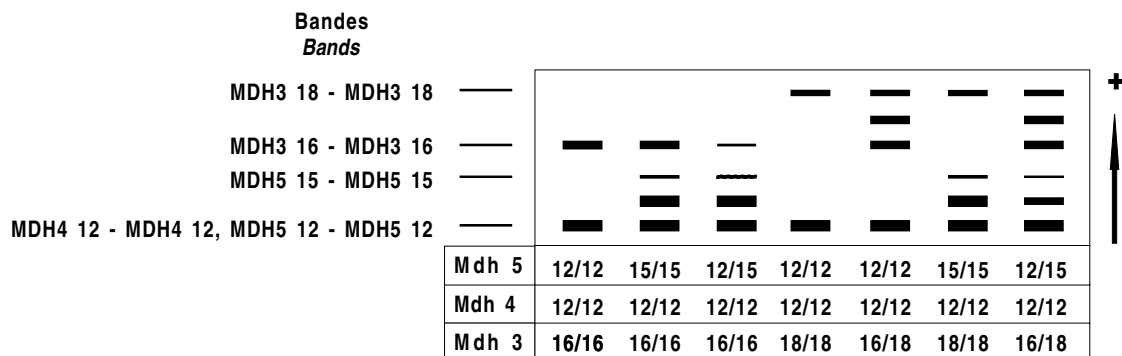 Bandes
Bands
MDH3 18 - MDH3 18
+
MDH3 16 - MDH3 16
MDH5 15 - MDH5 15
MDH4 12 - MDH4 12, MDH5 12 - MDH5 12
Mdh 5 12/12 15/15 12/15 12/12 12/12 15/15 12/15
Mdh 4 12/12 12/12 12/12 12/12 12/12 12/12 12/12
Mdh 3 16/16 16/16 16/16 18/18 16/18 18/18 16/18